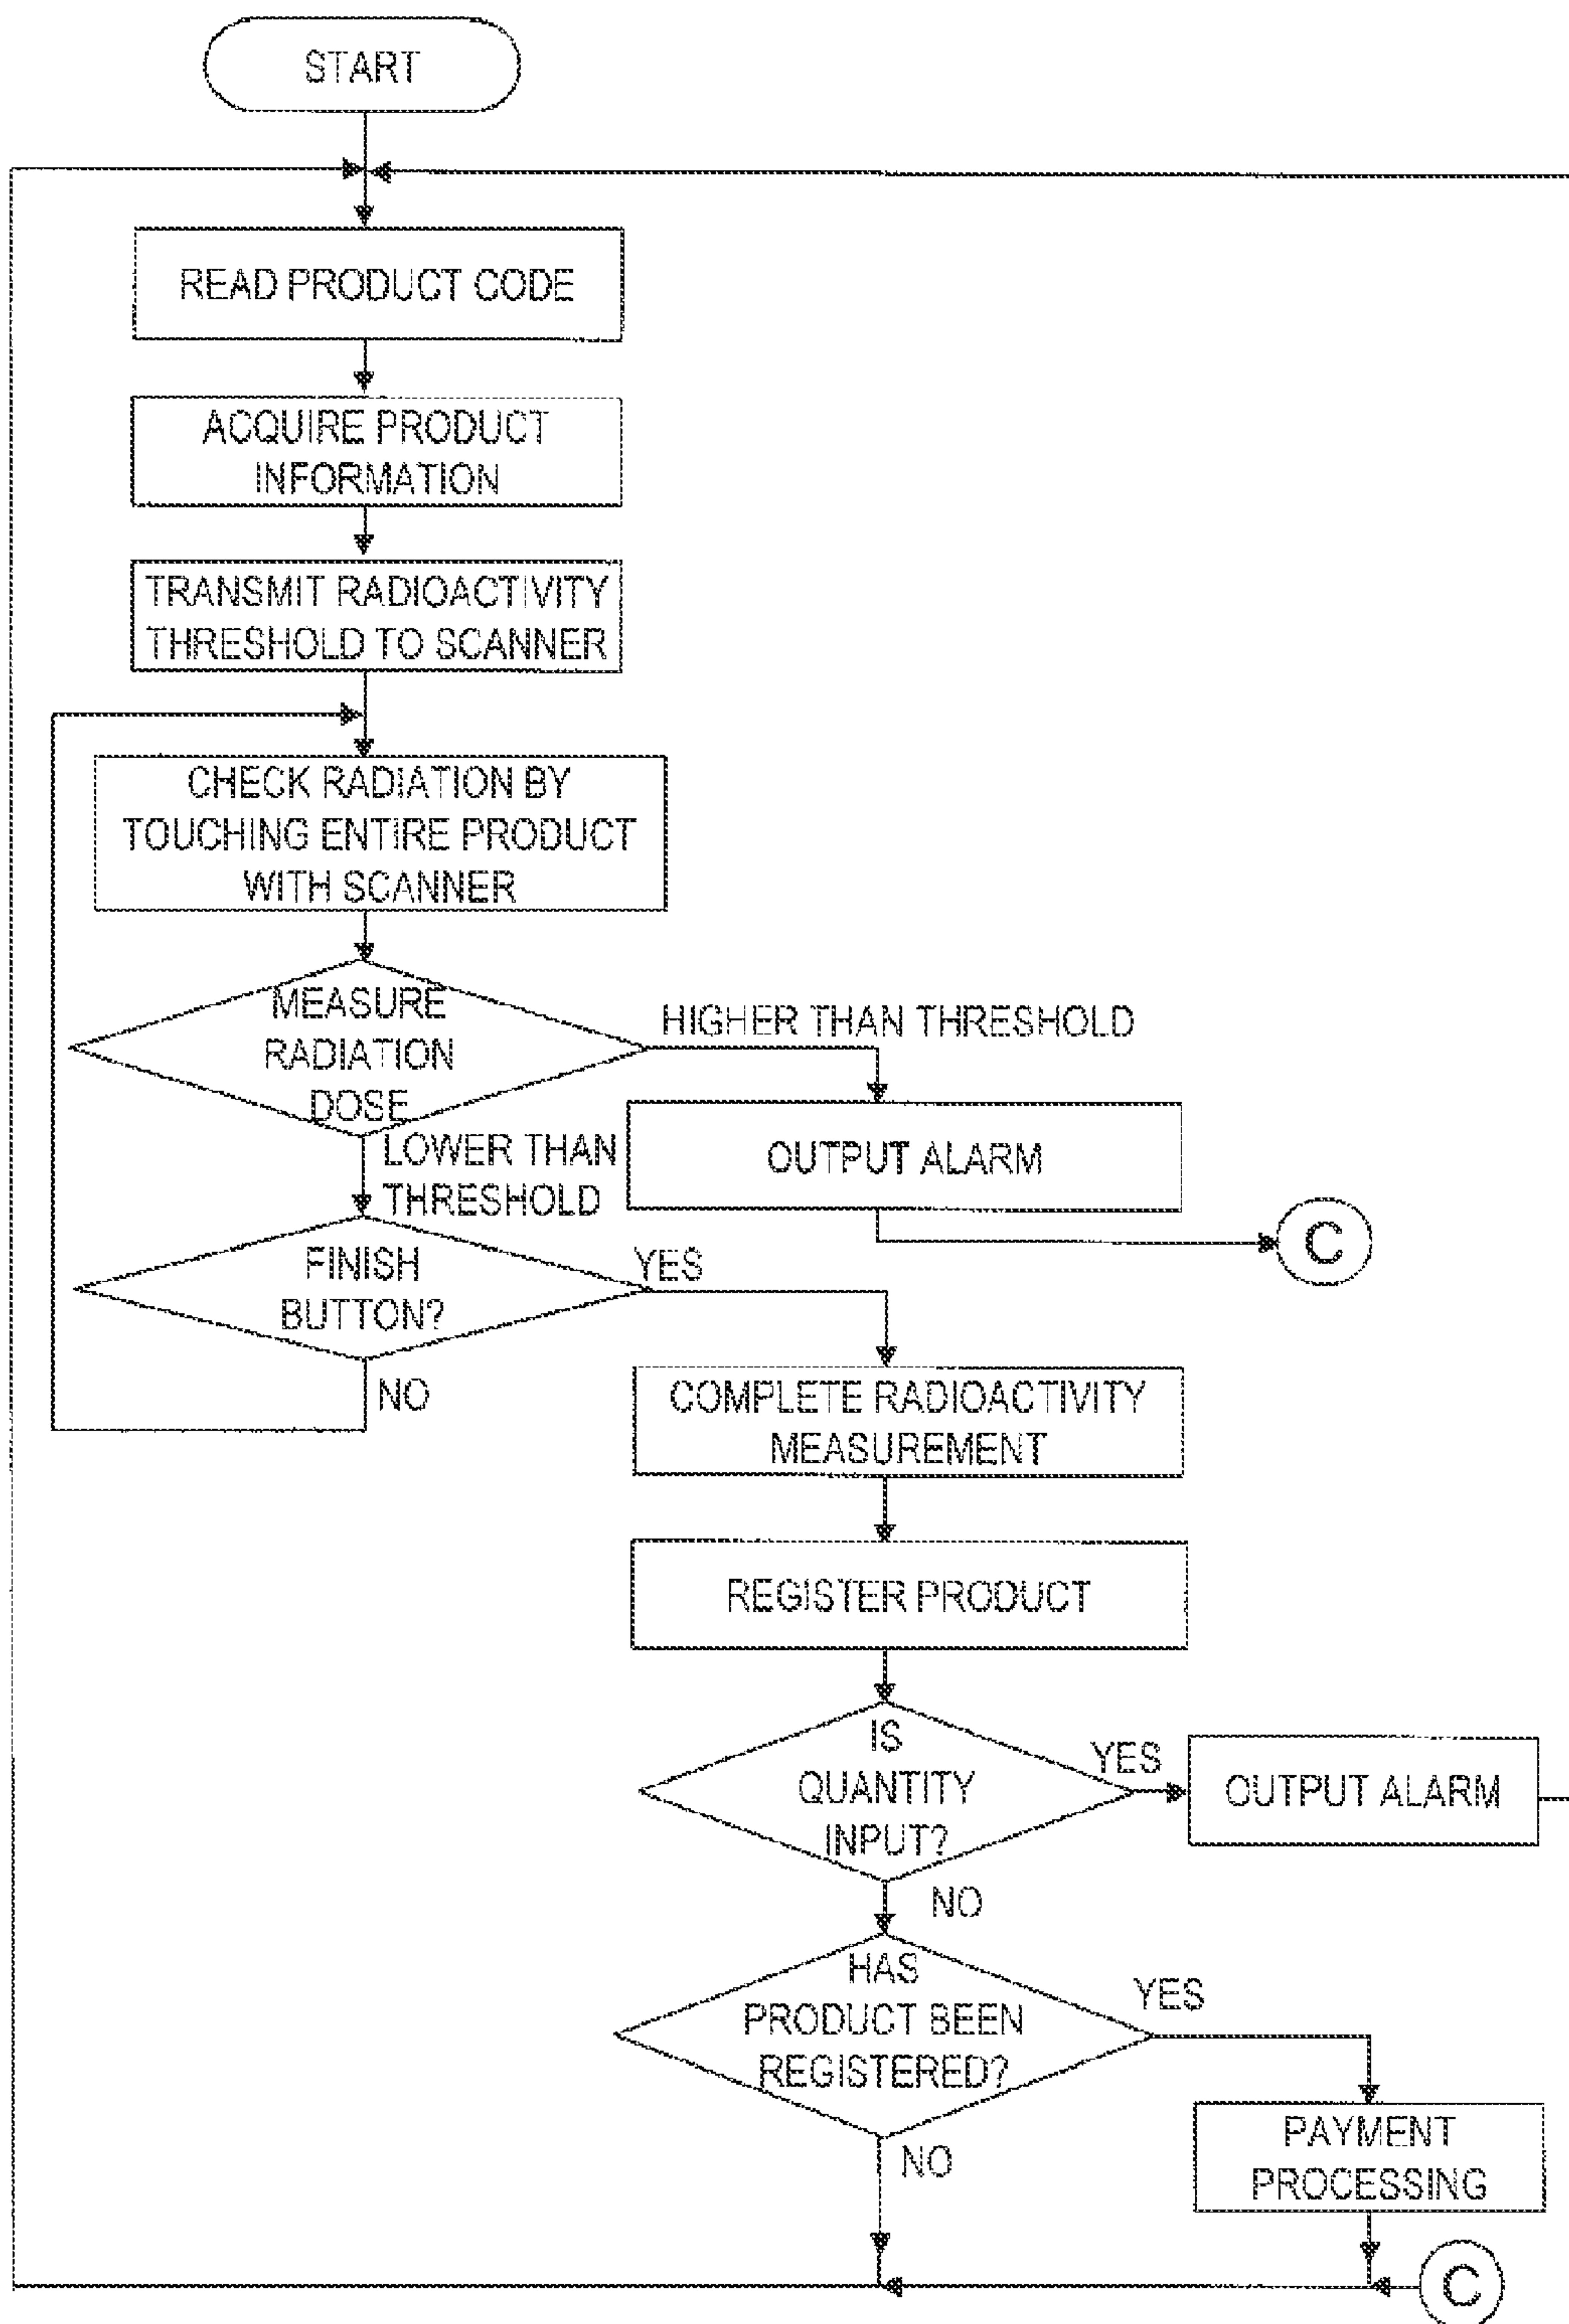 START
READ PRODUCT CODE
ACQUIRE PRODUCT
INFORMATION
TRANSMIT RADIOACTIVITY
THRESHOLD TO SCANNER
CHECK RADIATION BY
TOUCHING ENTIRE PRODUCT
WITH SCANNER
MEASURE
RADIATION
DOSE
HIGHER THAN THRESHOLD
OUTPUT ALARM
C
LOWER THAN
THRESHOLD
FINISH
BUTTON?
YES
NO
COMPLETE RADIOACTIVITY
MEASUREMENT
REGISTER PRODUCT
IS
QUANTITY
INPUT?
YES
OUTPUT ALARM
NO
HAS
PRODUCT BEEN
REGISTERED?
YES
PAYMENT
PROCESSING
NO
C